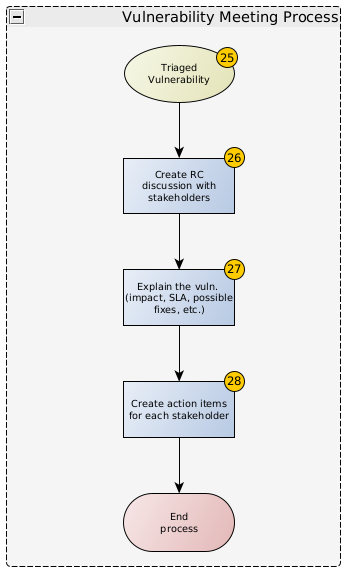 Vulnerability Meeting Process
25
Triaged
Vulnerability
26
Create RC
discussion with
stakeholders
27
Explain the vuln.
(impact, SLA, possible
fixes, etc.)
28
Create action items
for each stakeholder
End
process